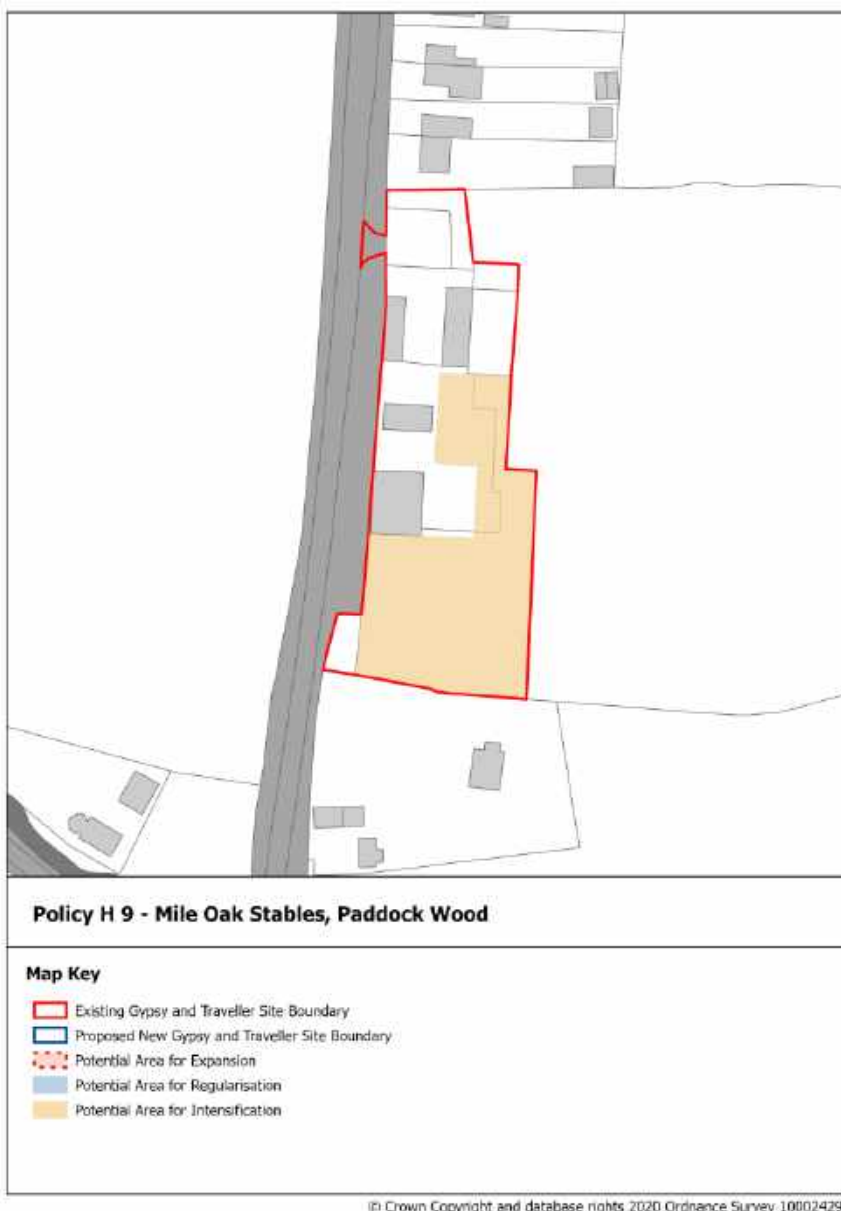 Policy H 9 - Mile Oak Stables, Paddock Wood
Map Key
Existing Gypsy and Traveller Site Boundary
Proposed New Gypsy and Traveller Site Boundary
Potential Area for Expansion
Potential Area for Regularisation
Potential Area for Intensification
© Crown Copyright and database rights 2020 Ordnance Survey 10002429